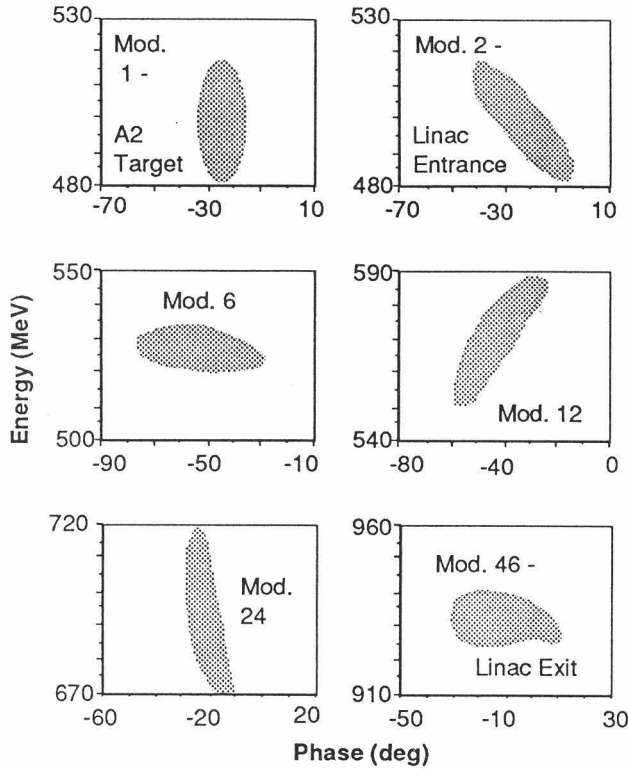 530
Mod.
1 -
A2
Target
480
-70
-30
10
530
Mod. 2 -
Linac
Entrance
480
-70
-30
10
Energy (MeV)
550
Mod. 6
500
-90
-50
-10
590
Mod. 12
540
-80
-40
0
720
Mod.
24
670
-60
-20
20
960
Mod. 46 -
Linac Exit
910
-50
-10
30
Phase (deg)